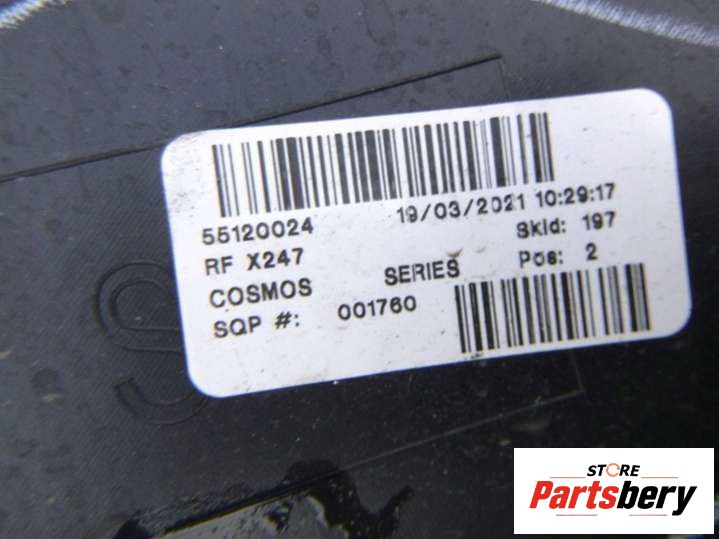 55120024
19/03/2021 10:29:17
RF X247
Skid: 197
COSMOS
SERIES
Pos: 2
SQP #: 001760
STORE
Partsbery